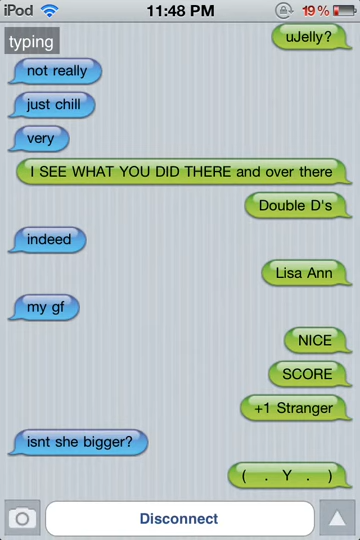 iPod 11:48 PM 19%
typing
uJelly?
not really
just chill
very
I SEE WHAT YOU DID THERE and over there
Double D's
indeed
Lisa Ann
my gf
NICE
SCORE
+1 Stranger
isnt she bigger?
( . Y . )
Disconnect